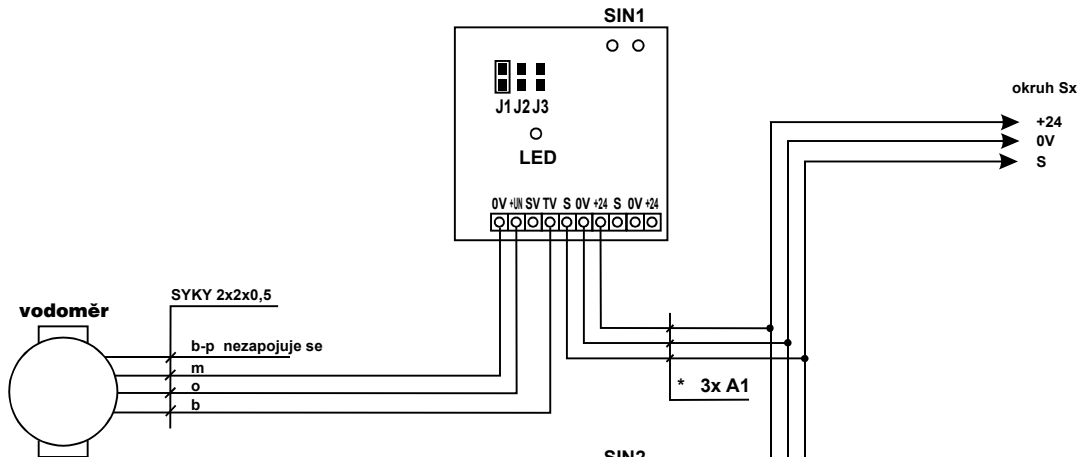 SIN1
J1 J2 J3
LED
0V +UN SV TV S 0V +24 S 0V +24
okruh Sx
+24
0V
S
SYKY 2x2x0,5
vodoměr
b-p nezapojuje se
m
o
b
* 3x A1
SIN2